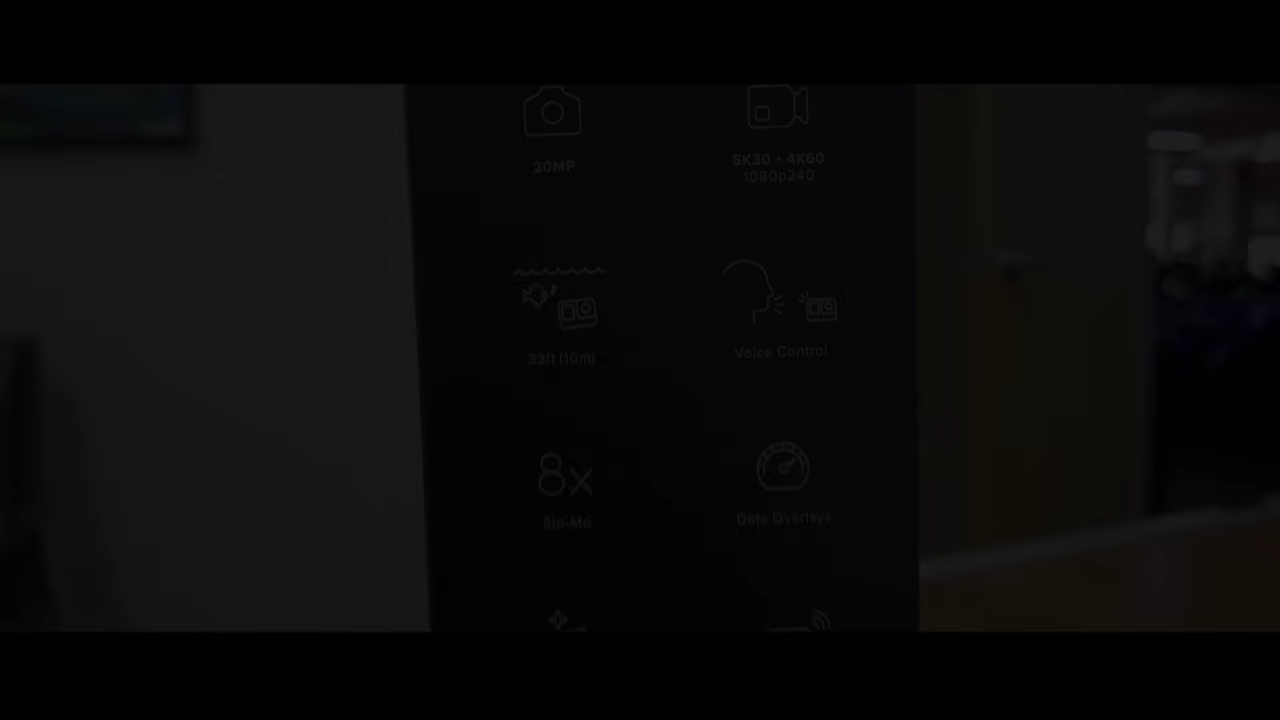 20MP
5K30 + 4K60
1080p240
33ft (10m)
Voice Control
8x
Slo-Mo
Data Overlays